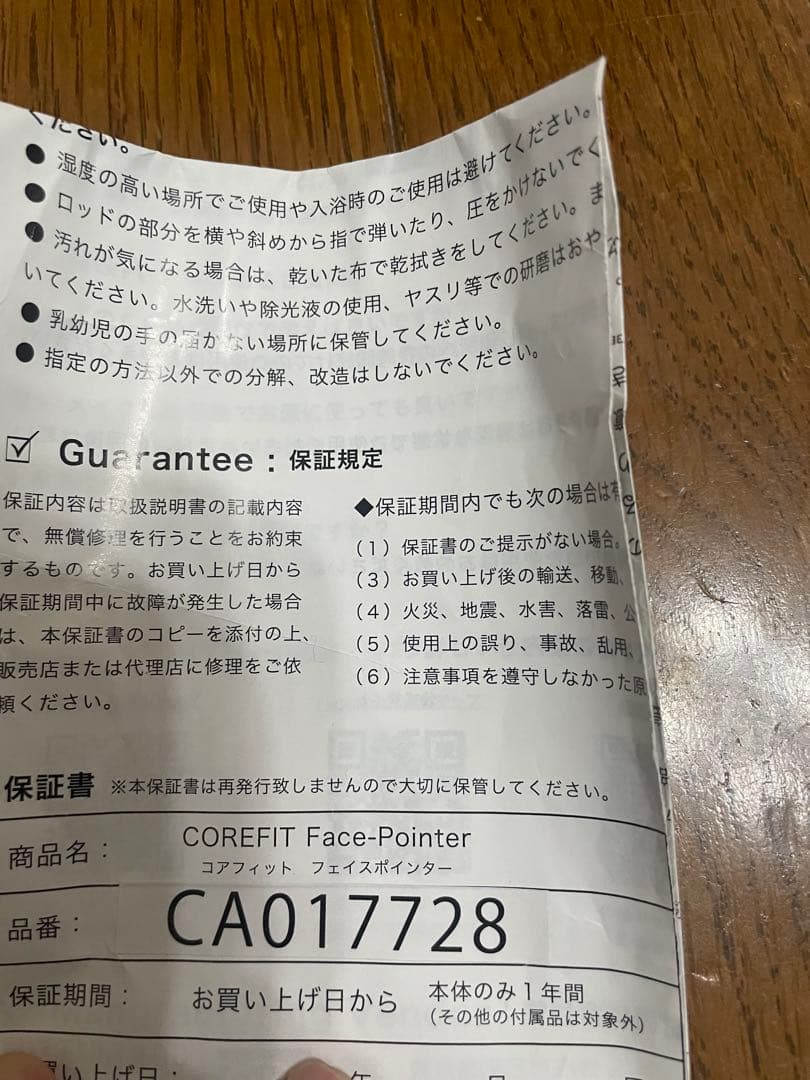 ください。
● 湿度の高い場所でご使用や入浴時のご使用は避けてください。
● ロッドの部分を横や斜めから指で弾いたり、圧をかけないでく
● 汚れが気になる場合は、乾いた布で乾拭きをしてください。ま
いてください。水洗いや除光液の使用、ヤスリ等での研磨はおや
● 乳幼児の手の届かない場所に保管してください。
● 指定の方法以外での分解、改造はしないでください。
☑ Guarantee : 保証規定
保証内容は取扱説明書の記載内容
で、無償修理を行うことをお約束
するものです。お買い上げ日から
保証期間中に故障が発生した場合
は、本保証書のコピーを添付の上、
販売店または代理店に修理をご依
頼ください。
◆保証期間内でも次の場合は有
(1) 保証書のご提示がない場合。
(3) お買い上げ後の輸送、移動、
(4) 火災、地震、水害、落雷、公
(5) 使用上の誤り、事故、乱用、
(6) 注意事項を遵守しなかった原
保証書 ※本保証書は再発行致しませんので大切に保管してください。
商品名： COREFIT Face-Pointer
コアフィット フェイスポインター
品番： CA017728
保証期間： お買い上げ日から 本体のみ1年間
(その他の付属品は対象外)
買い上げ日： 年 月